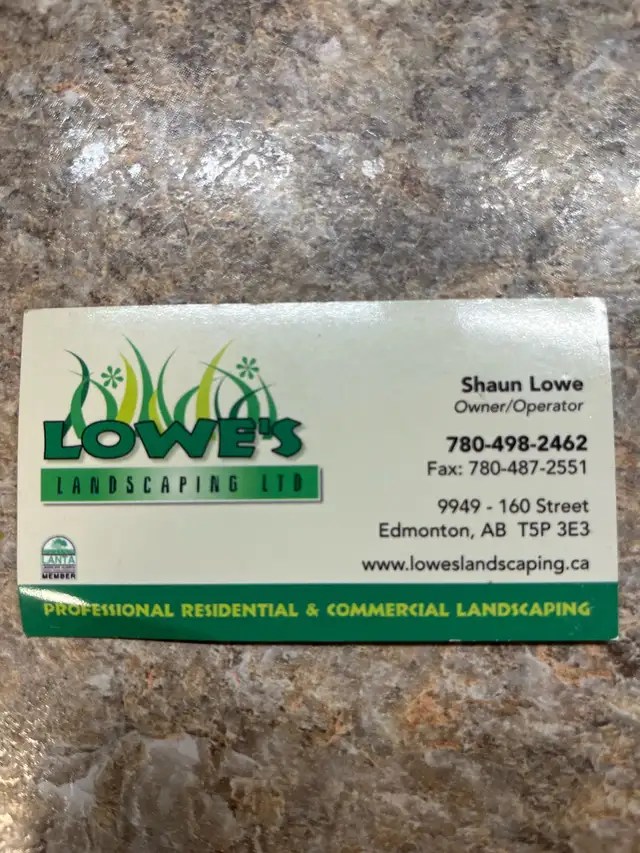 LOWE'S
LANDSCAPING LTD
LANTA
MEMBER
Shaun Lowe
Owner/Operator
780-498-2462
Fax: 780-487-2551
9949 - 160 Street
Edmonton, AB T5P 3E3
www.loweslandscaping.ca
PROFESSIONAL RESIDENTIAL & COMMERCIAL LANDSCAPING